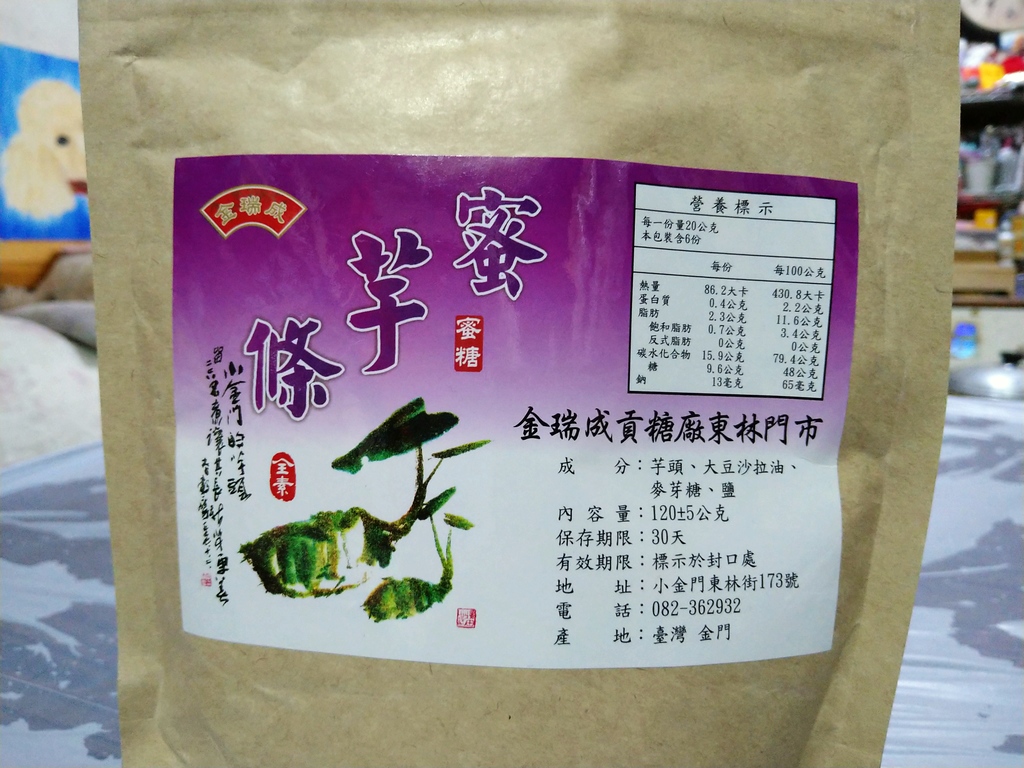 金瑞成
蜜芋條
蜜糖
全素
小金門的芋頭
營養標示
每一份量20公克
本包裝含6份
每份 每100公克
熱量 86.2大卡 430.8大卡
蛋白質 0.4公克 2.2公克
脂肪 2.3公克 11.6公克
飽和脂肪 0.7公克 3.4公克
反式脂肪 0公克 0公克
碳水化合物 15.9公克 79.4公克
糖 9.6公克 48公克
鈉 13毫克 65毫克
金瑞成貢糖廠東林門市
成 分：芋頭、大豆沙拉油、
麥芽糖、鹽
內容量：120±5公克
保存期限：30天
有效期限：標示於封口處
地 址：小金門東林街173號
電 話：082-362932
產 地：臺灣 金門